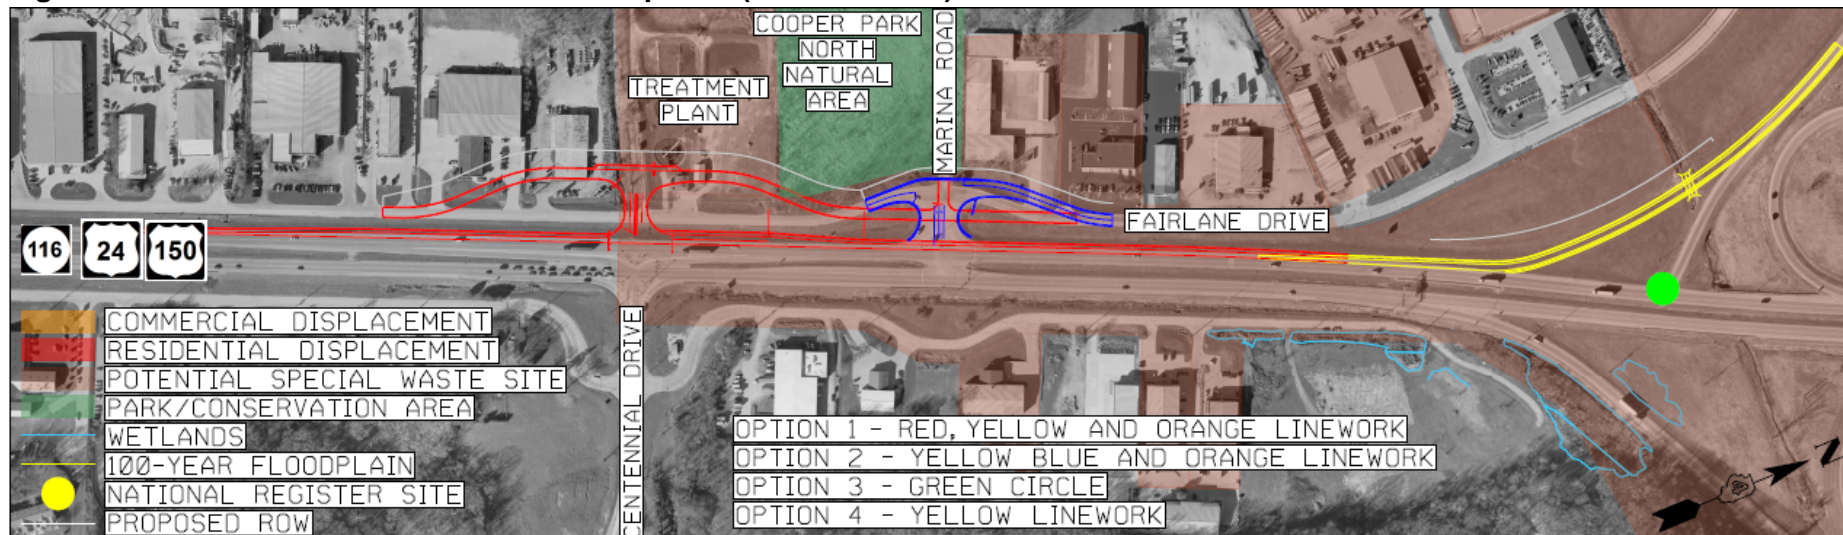 COOPER PARK
NORTH
NATURAL
AREA
MARINA ROAD
TREATMENT
PLANT
FAIRLANE DRIVE
116
24
150
COMMERCIAL DISPLACEMENT
RESIDENTIAL DISPLACEMENT
POTENTIAL SPECIAL WASTE SITE
PARK/CONSERVATION AREA
WETLANDS
100-YEAR FLOODPLAIN
NATIONAL REGISTER SITE
PROPOSED ROW
CENTENNIAL DRIVE
OPTION 1 - RED, YELLOW AND ORANGE LINEWORK
OPTION 2 - YELLOW BLUE AND ORANGE LINEWORK
OPTION 3 - GREEN CIRCLE
OPTION 4 - YELLOW LINEWORK
N